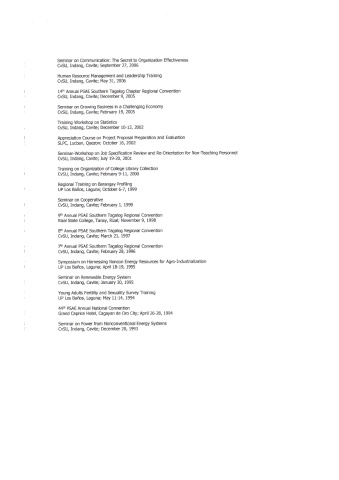 Seminar on Communication: The Secret to Organization Effectiveness
CvSU, Indang, Cavite; September 27, 2006
Human Resource Management and Leadership Training
CvSU, Indang, Cavite; May 31, 2006
14th Annual PSAE Southern Tagalog Chapter Regional Convention
CvSU, Indang, Cavite; December 9, 2005
Seminar on Growing Business in a Challenging Economy
CvSU, Indang, Cavite; February 19, 2005
Training Workshop on Statistics
CvSU, Indang, Cavite; December 10-12, 2002
Appreciation Course on Project Proposal Preparation and Evaluation
SLPC, Lucban, Quezon; October 16, 2002
Seminar-Workshop on Job Specification Review and Re-Orientation for Non-Teaching Personnel
CvSU, Indang, Cavite; July 19-20, 2001
Training on Organization of College Library Collection
CvSU, Indang, Cavite; February 9-11, 2000
Regional Training on Barangay Profiling
UP Los Baños, Laguna; October 6-7, 1999
Seminar on Cooperative
CvSU, Indang, Cavite; February 1, 1999
Annual PSAE Southern Tagalog Regional Convention
Rizal State College, Tanay, Rizal; November 9, 1998
Annual PSAE Southern Tagalog Regional Convention
CvSU, Indang, Cavite; March 21, 1997
7th Annual PSAE Southern Tagalog Regional Convention
CvSU, Indang, Cavite; February 28, 1996
Symposium on Harnessing Noncon Energy Resources for Agro-Industrialization
UP Los Baños, Laguna; April 18-19, 1995
Seminar on Renewable Energy System
CvSU, Indang, Cavite; January 30, 1995
Young Adults Fertility and Sexuality Survey Training
UP Los Baños, Laguna; May 11-14, 1994
44th PSAE Annual National Convention
Grand Caprice Hotel, Cagayan de Oro City; April 26-28, 1994
Seminar on Power from Nonconventional Energy Systems
CvSU, Indang, Cavite; December 20, 1993